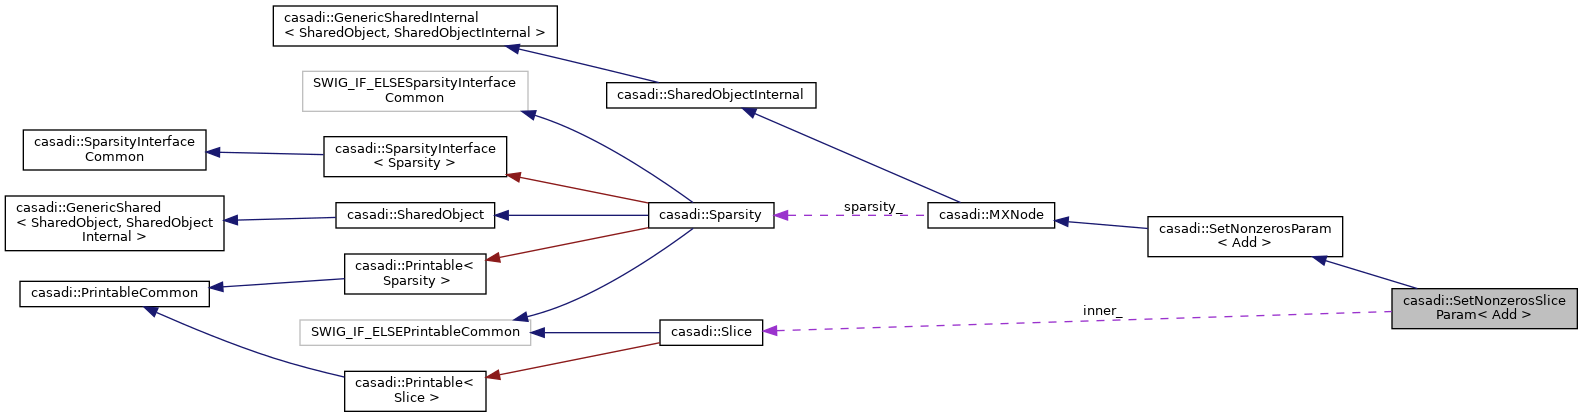 casadi::GenericSharedInternal
< SharedObject, SharedObjectInternal >
SWIG_IF_ELSESparsityInterface
Common
casadi::SharedObjectInternal
casadi::SparsityInterface
Common
casadi::SparsityInterface
< Sparsity >
casadi::GenericShared
< SharedObject, SharedObject
Internal >
casadi::SharedObject
casadi::Sparsity
sparsity_
casadi::MXNode
casadi::SetNonzerosParam
< Add >
casadi::Printable<
Sparsity >
casadi::PrintableCommon
SWIG_IF_ELSEPrintableCommon
casadi::Slice
inner_
casadi::SetNonzerosSlice
Param< Add >
casadi::Printable<
Slice >